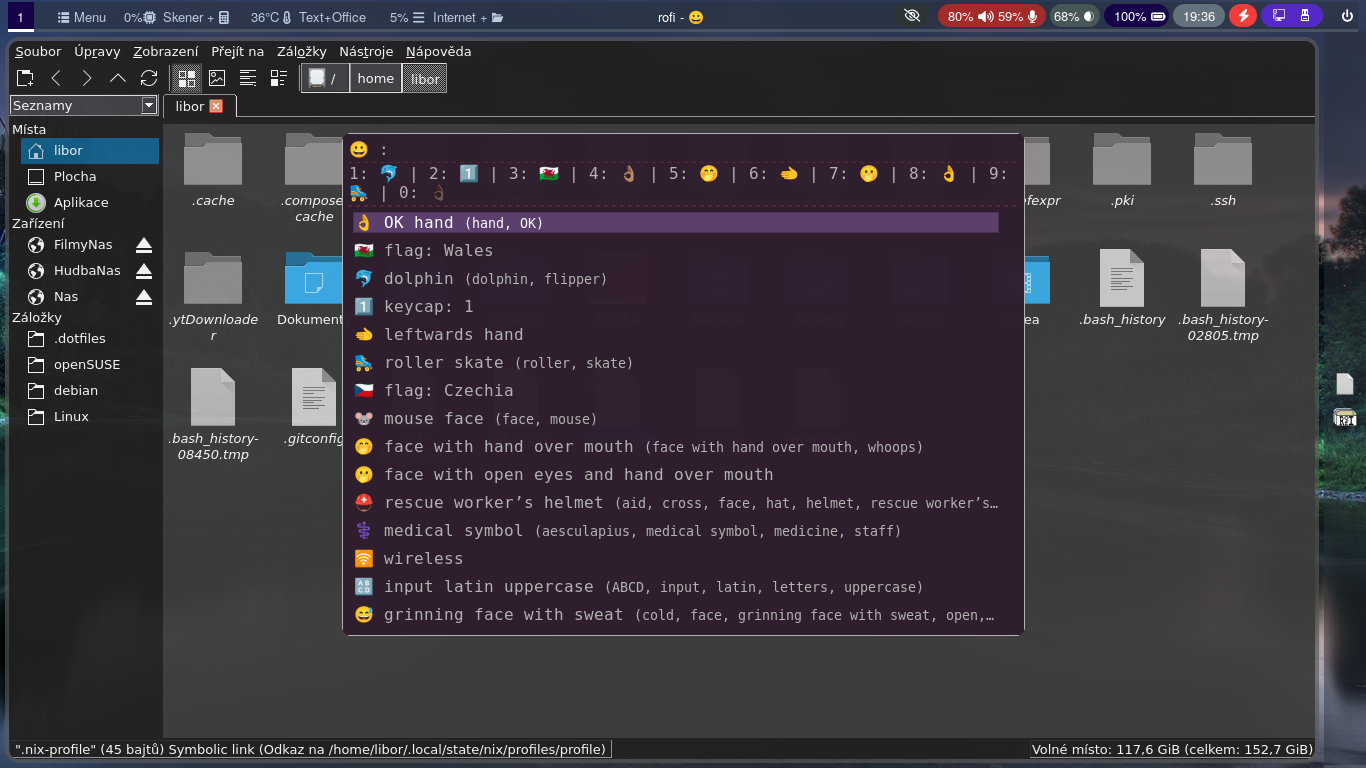 1 Menu 0% Skener + 36°C Text+Office 5% Internet + rofi - 😀 80% 59% 68% 100% 19:36
Soubor Úpravy Zobrazení Přejít na Záložky Nástroje Nápověda
/ home libor
Seznamy
libor
Místa
libor
Plocha
Aplikace
Zařízení
FilmyNas
HudbaNas
Nas
Záložky
.dotfiles
openSUSE
debian
Linux
😀 :
1: 🐬 | 2: 1️⃣ | 3: 🏴󠁧󠁢󠁷󠁬󠁳󠁿 | 4: 👌🏽 | 5: 🤭 | 6: 🫲 | 7: 🫢 | 8: 👌 | 9:
🛼 | 0: 👌🏿
👌 OK hand (hand, OK)
🏴󠁧󠁢󠁷󠁬󠁳󠁿 flag: Wales
🐬 dolphin (dolphin, flipper)
1️⃣ keycap: 1
🫲 leftwards hand
🛼 roller skate (roller, skate)
🇨🇿 flag: Czechia
🐭 mouse face (face, mouse)
🤭 face with hand over mouth (face with hand over mouth, whoops)
🫢 face with open eyes and hand over mouth
⛑️ rescue worker’s helmet (aid, cross, face, hat, helmet, rescue worker’s…
⚕️ medical symbol (aesculapius, medical symbol, medicine, staff)
🛜 wireless
🔠 input latin uppercase (ABCD, input, latin, letters, uppercase)
😅 grinning face with sweat (cold, face, grinning face with sweat, open,…
.cache
.compose
cache
efexpr
.pki
.ssh
.ytDownloade
r
Dokument
ea
.bash_history
.bash_history-
02805.tmp
.bash_history-
08450.tmp
.gitconfig
".nix-profile" (45 bajtů) Symbolic link (Odkaz na /home/libor/.local/state/nix/profiles/profile)
Volné místo: 117,6 GiB (celkem: 152,7 GiB)